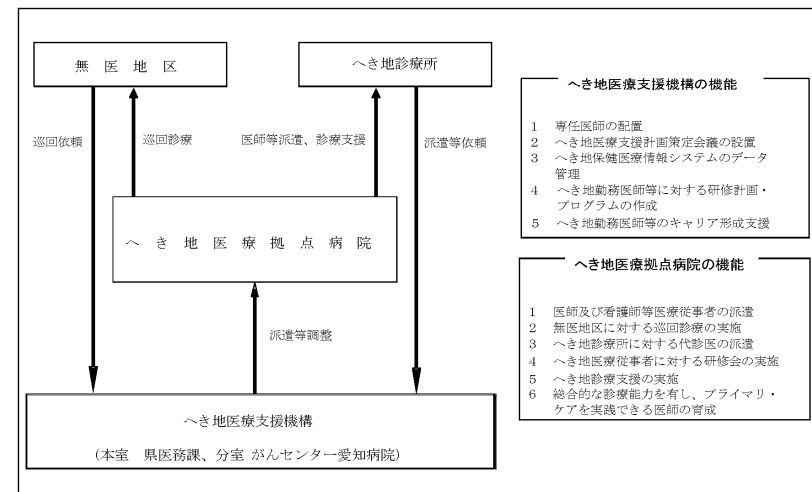 無 医 地 区
へき地診療所
巡回依頼
巡回診療
医師等派遣、診療支援
派遣等依頼
へ き 地 医 療 拠 点 病 院
派遣等調整
へき地医療支援機構
(本室 県医務課、分室 がんセンター愛知病院)
へき地医療支援機構の機能
1 専任医師の配置
2 へき地医療支援計画策定会議の設置
3 へき地保健医療情報システムのデータ
管理
4 へき地勤務医師等に対する研修計画・
プログラムの作成
5 へき地勤務医師等のキャリア形成支援
へき地医療拠点病院の機能
1 医師及び看護師等医療従事者の派遣
2 無医地区に対する巡回診療の実施
3 へき地診療所に対する代診医の派遣
4 へき地医療従事者に対する研修会の実施
5 へき地診療支援の実施
6 総合的な診療能力を有し、プライマリ・
ケアを実践できる医師の育成